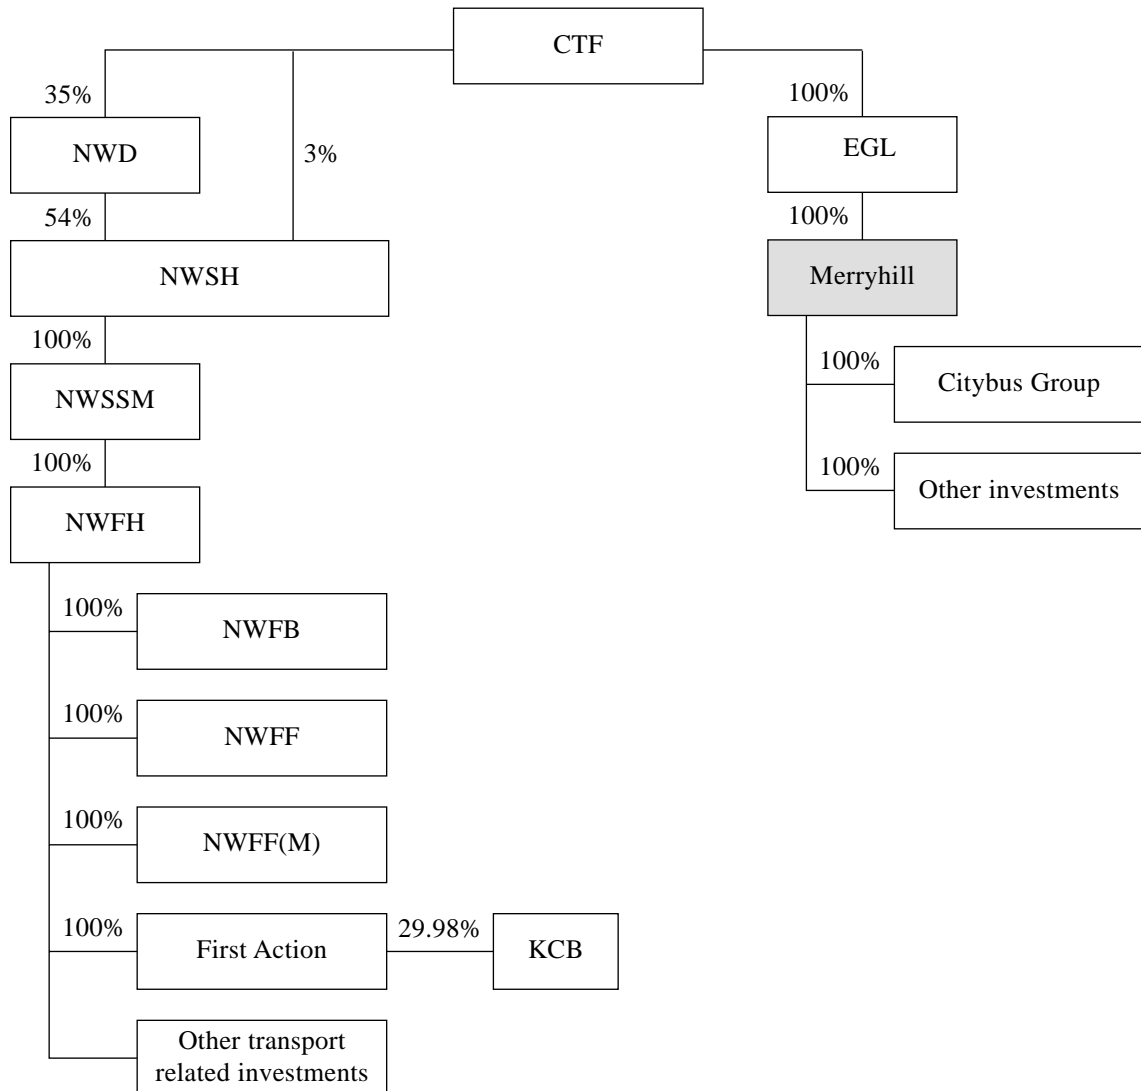 CTF
35%
100%
NWD
3%
EGL
54%
100%
NWSH
Merryhill
100%
100%
NWSSM
Citybus Group
100%
100%
NWFH
Other investments
100%
NWFB
100%
NWFF
100%
NWFF(M)
100%
First Action
29.98%
KCB
Other transport
related investments